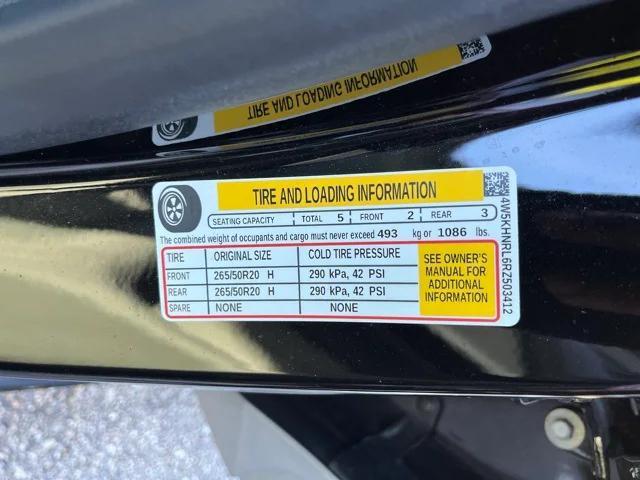 TIRE AND LOADING INFORMATION
TIRE AND LOADING INFORMATION
SEATING CAPACITY TOTAL 5 FRONT 2 REAR 3
The combined weight of occupants and cargo must never exceed 493 kg or 1086 lbs.
TIRE ORIGINAL SIZE COLD TIRE PRESSURE
FRONT 265/50R20 H 290 kPa, 42 PSI
REAR 265/50R20 H 290 kPa, 42 PSI
SPARE NONE NONE
SEE OWNER'S
MANUAL FOR
ADDITIONAL
INFORMATION
4W5KHNRL6RZ503412